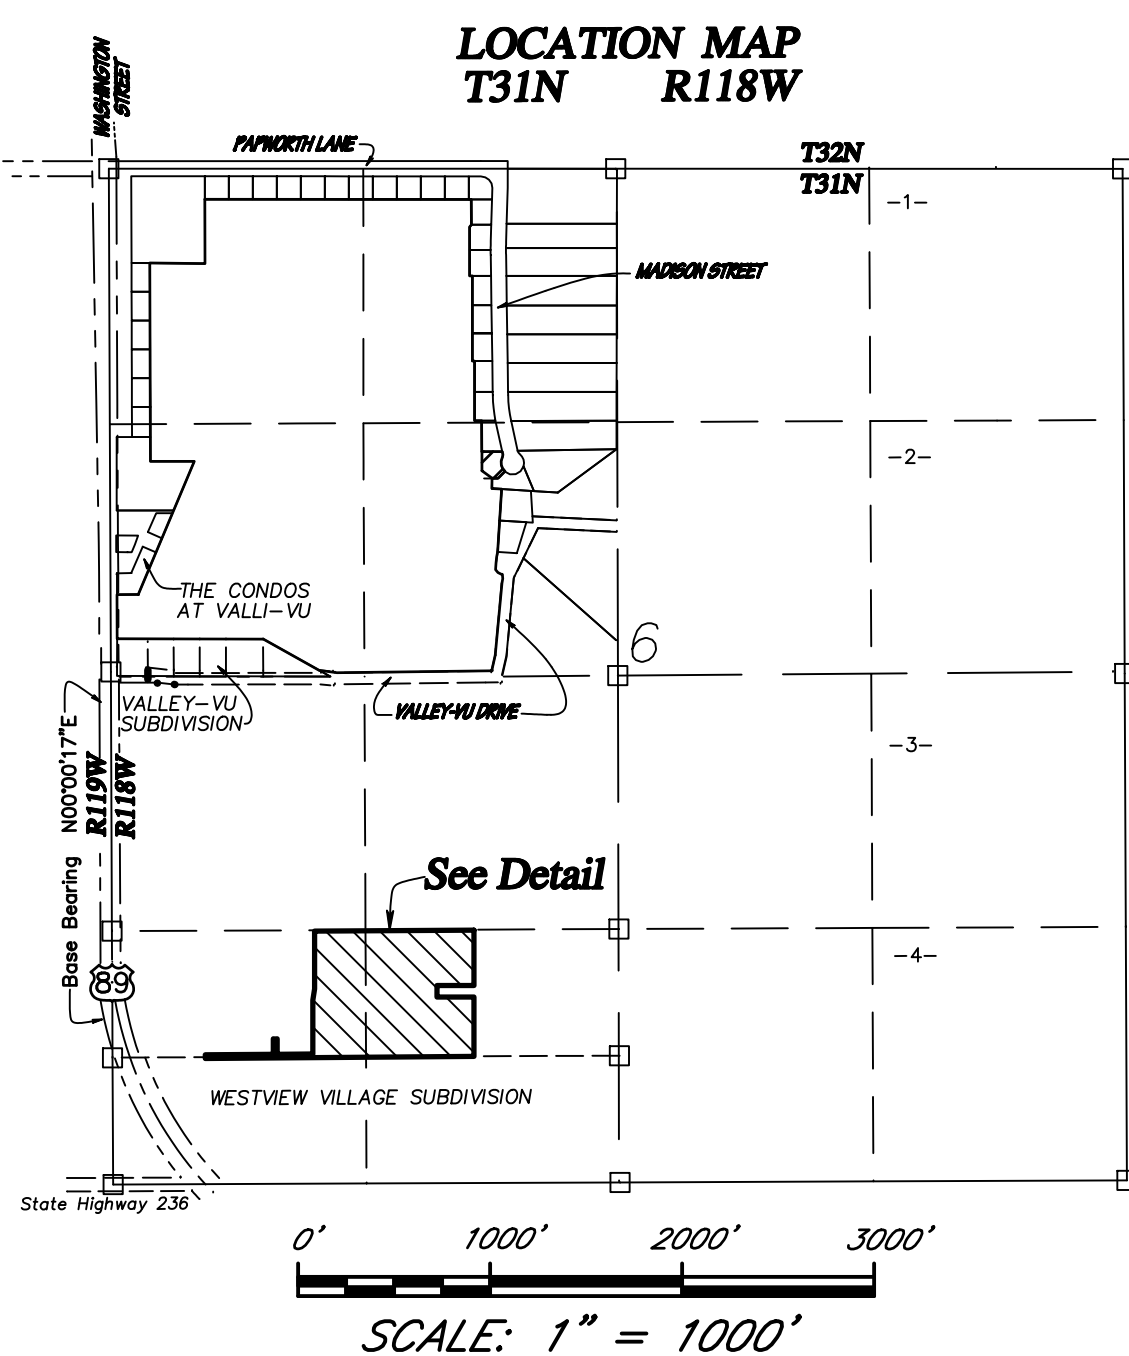 LOCATION MAP
T31N R118W
WASHINGTON
STREET
PAPWORTH LANE
T32N
T31N
-1-
MADISON STREET
-2-
THE CONDOS
AT VALLI-VU
6
VALLEY-VU
SUBDIVISION
VALLEY-VU DRIVE
-3-
Base Bearing N00°00'17"E
R119W
R118W
See Detail
-4-
89
WESTVIEW VILLAGE SUBDIVISION
State Highway 236
0' 1000' 2000' 3000'
SCALE: 1" = 1000'